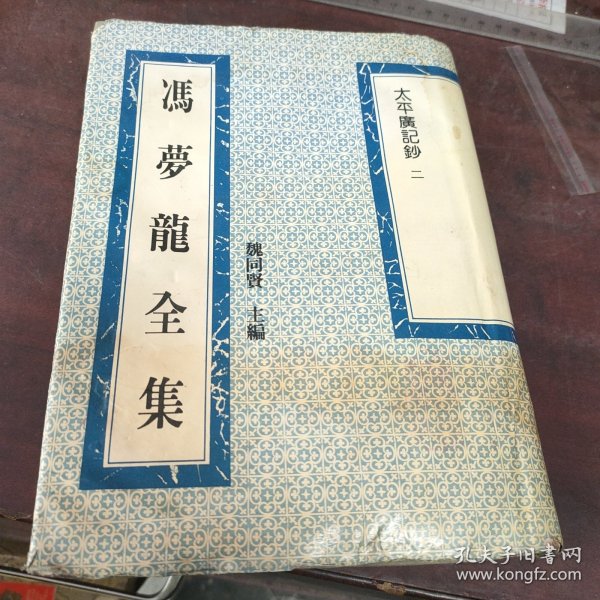 馮夢龍全集
魏同賢 主編
太平廣記鈔 二
孔夫子旧書网
www.kongfz.com